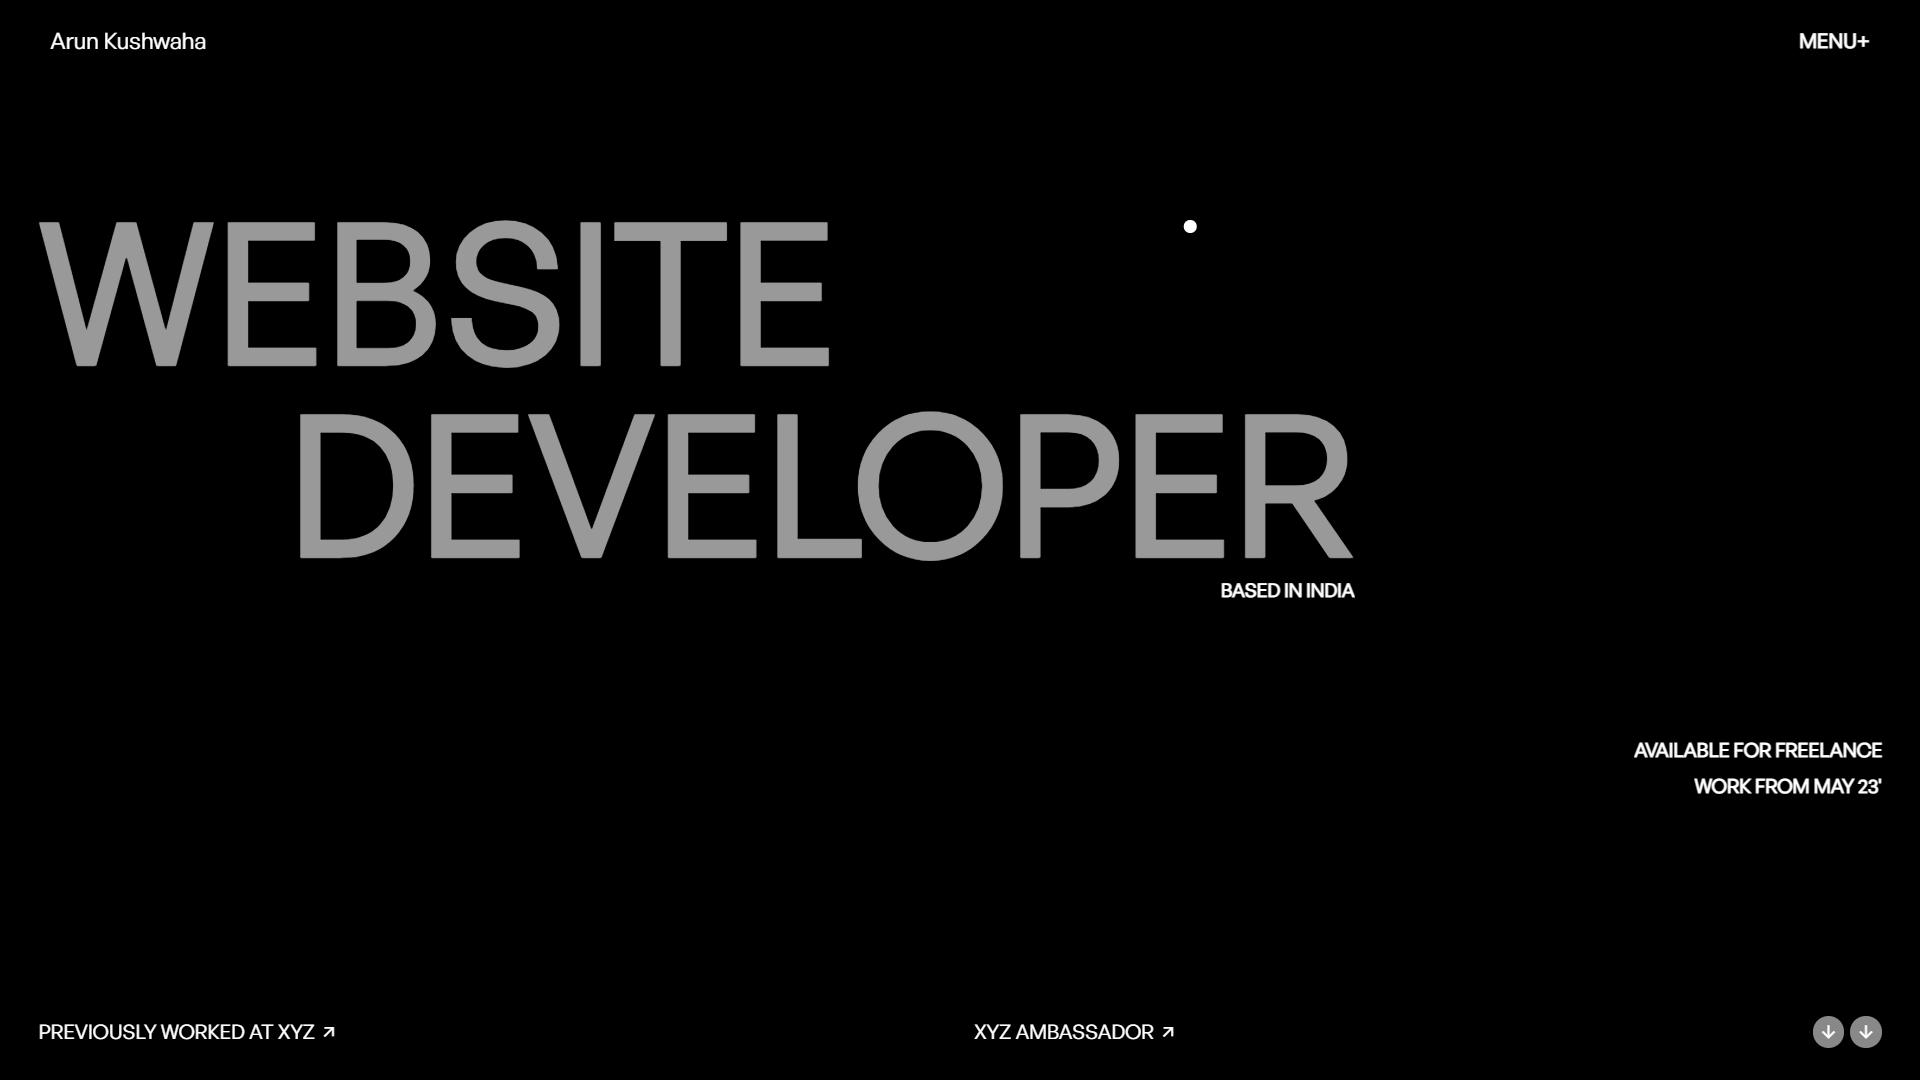 Arun Kushwaha
MENU+
WEBSITE
DEVELOPER
BASED IN INDIA
AVAILABLE FOR FREELANCE
WORK FROM MAY 23'
PREVIOUSLY WORKED AT XYZ
XYZ AMBASSADOR